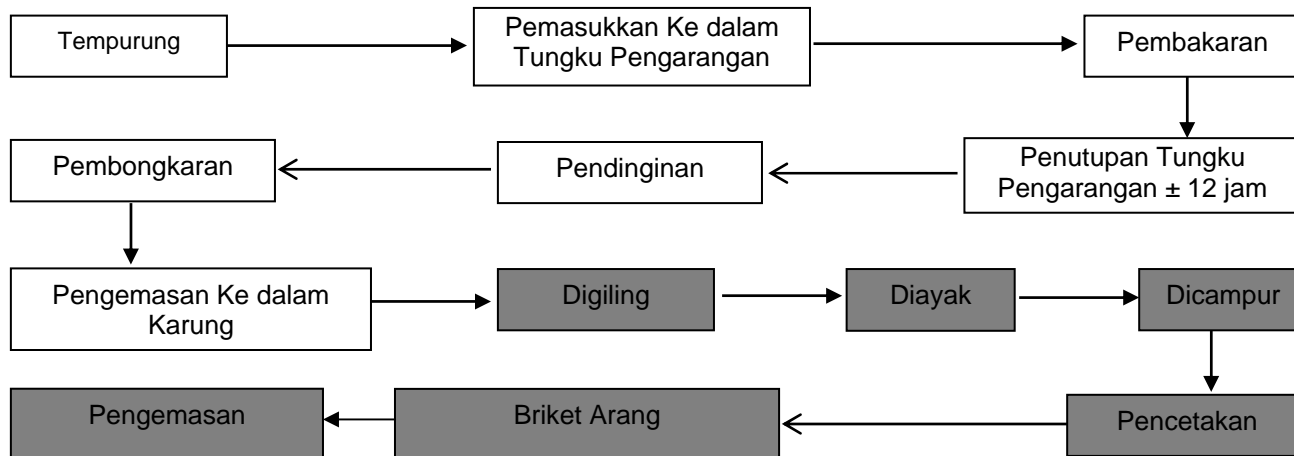 Tempurung
Pemasukkan Ke dalam
Tungku Pengarangan
Pembakaran
Penutupan Tungku
Pengarangan ± 12 jam
Pendinginan
Pembongkaran
Pengemasan Ke dalam
Karung
Digiling
Diayak
Dicampur
Pencetakan
Briket Arang
Pengemasan